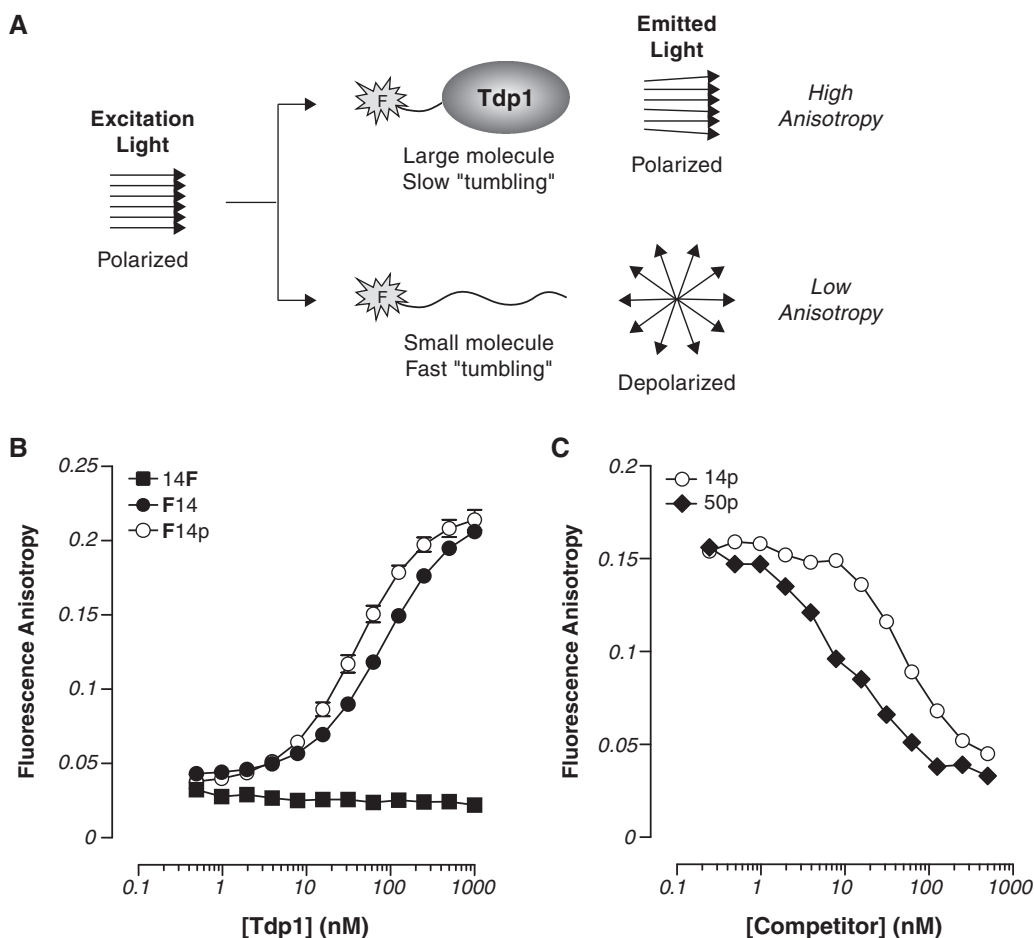 A
Excitation
Light
Polarized
F
Tdp1
Large molecule
Slow "tumbling"
Emitted
Light
Polarized
High
Anisotropy
F
Small molecule
Fast "tumbling"
Depolarized
Low
Anisotropy
B
14F
F14
F14p
Fluorescence Anisotropy
0.25
0.2
0.15
0.1
0.05
0
0.1 1 10 100 1000
[Tdp1] (nM)
C
14p
50p
Fluorescence Anisotropy
0.2
0.15
0.1
0.05
0
0.1 1 10 100 1000
[Competitor] (nM)